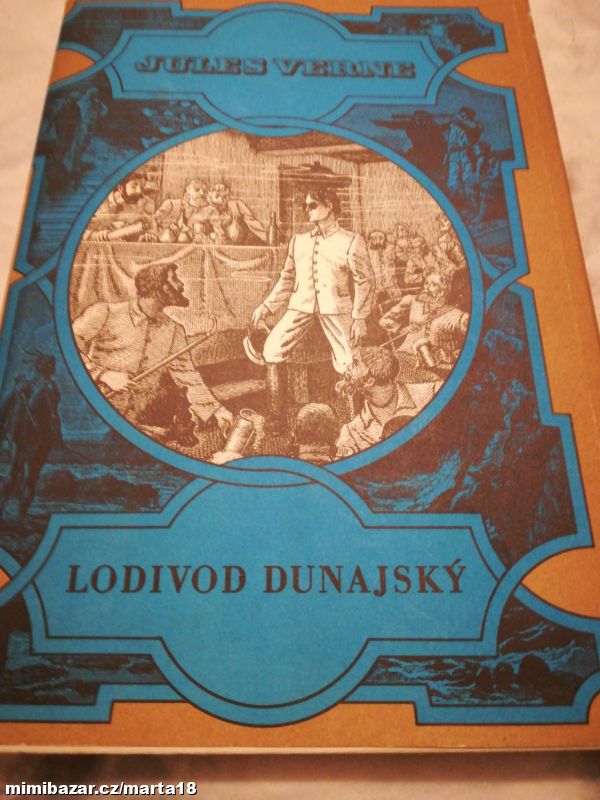 JULES VERNE
LODIVOD DUNAJSKÝ
mimibazar.cz/marta18